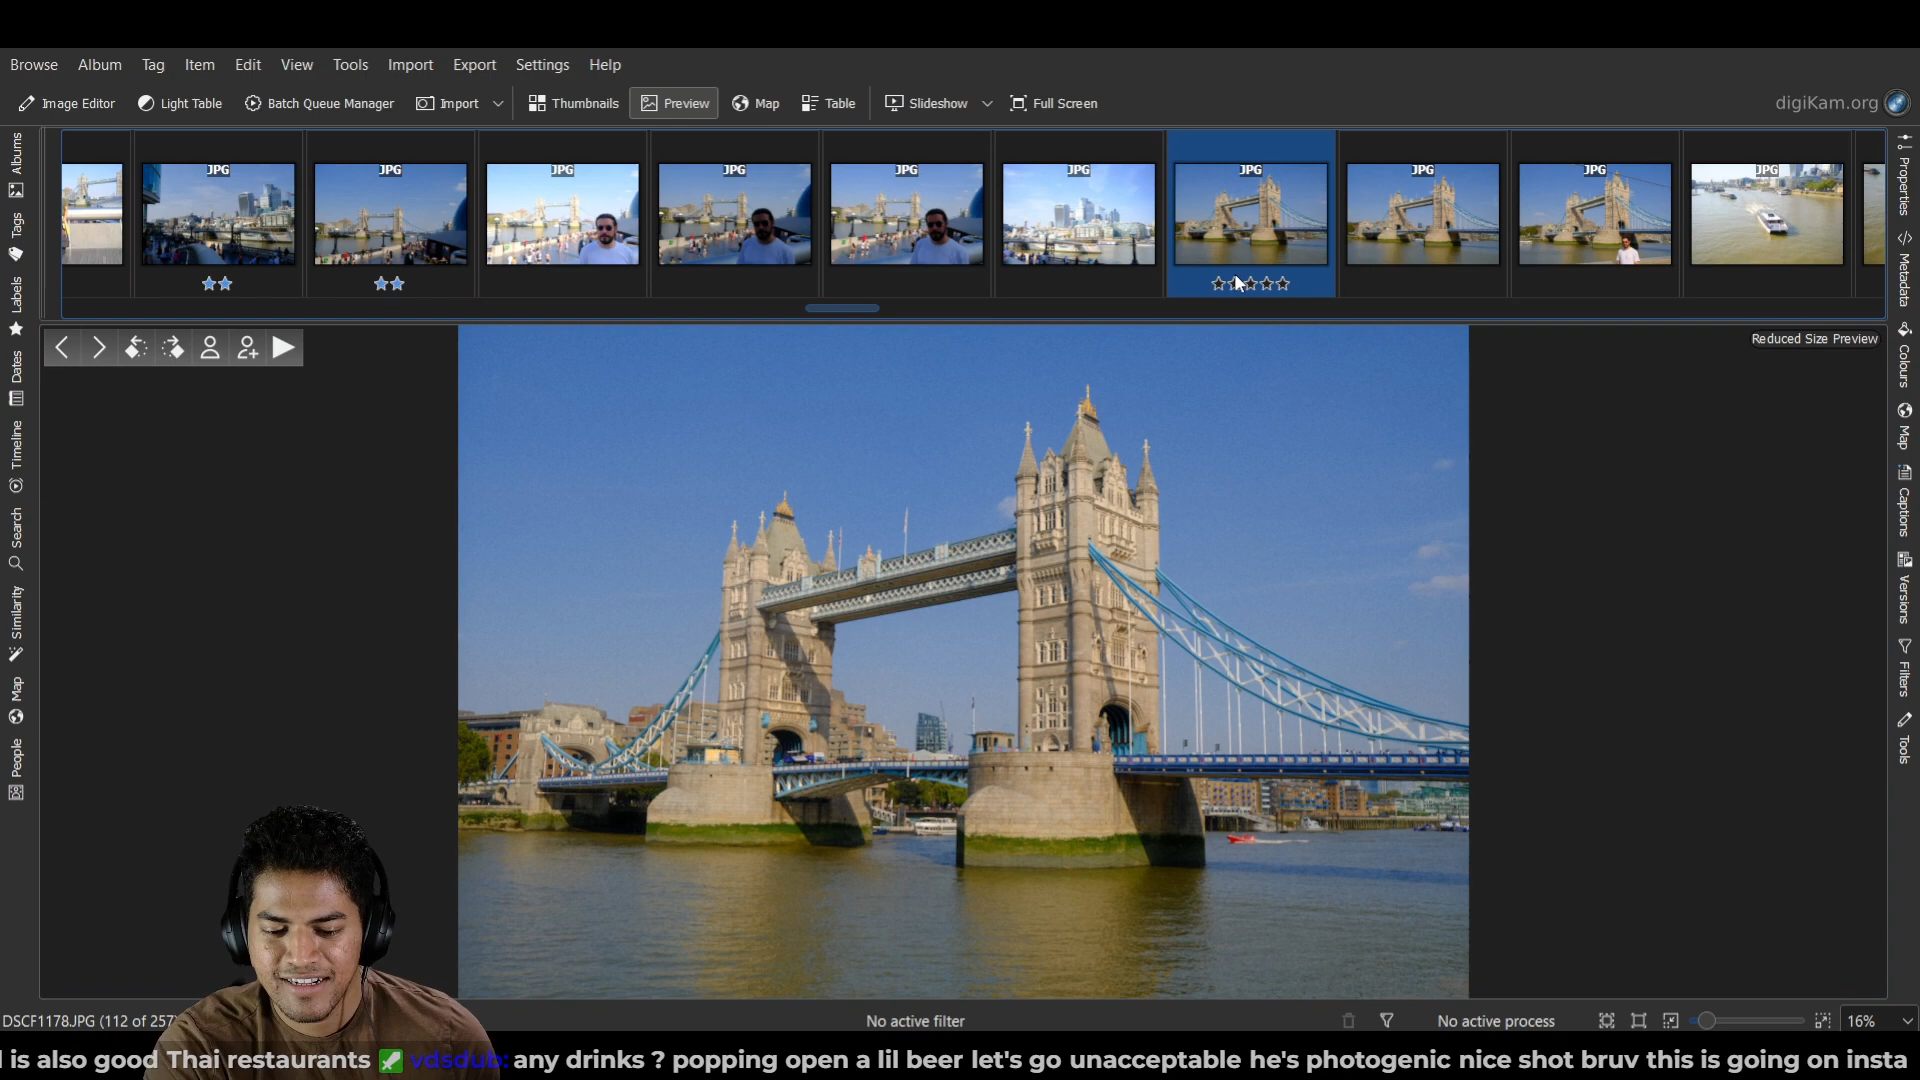 Browse Album Tag Item Edit View Tools Import Export Settings Help
Image Editor Light Table Batch Queue Manager Import Thumbnails Preview Map Table Slideshow Full Screen digiKam.org
JPG JPG JPG JPG JPG JPG JPG JPG JPG JPG
Albums
Tags
Labels
Dates
Timeline
Search
Similarity
Map
People
Reduced Size Preview
Properties
Metadata
Colours
Map
Captions
Versions
Filters
Tools
DSCF1178.JPG (112 of 257 No active filter No active process 16%
l is also good Thai restaurants vdsdub: any drinks ? popping open a lil beer let's go unacceptable he's photogenic nice shot bruv this is going on insta